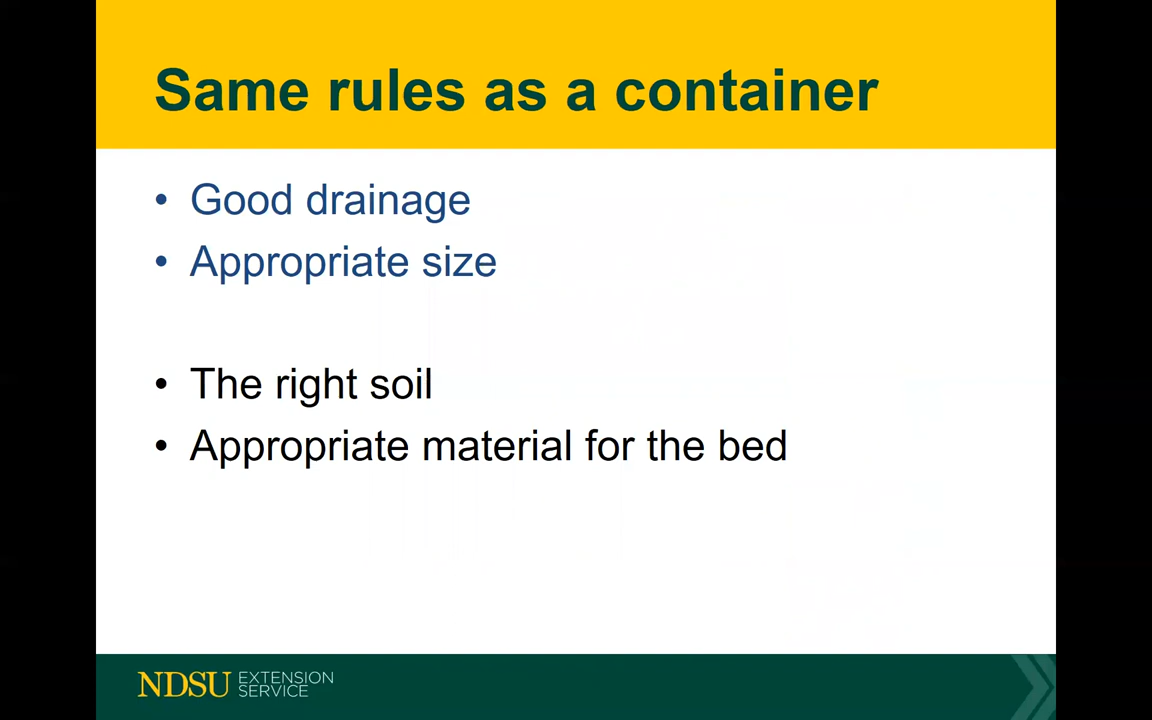 Same rules as a container
• Good drainage
• Appropriate size
• The right soil
• Appropriate material for the bed
NDSU EXTENSION
SERVICE